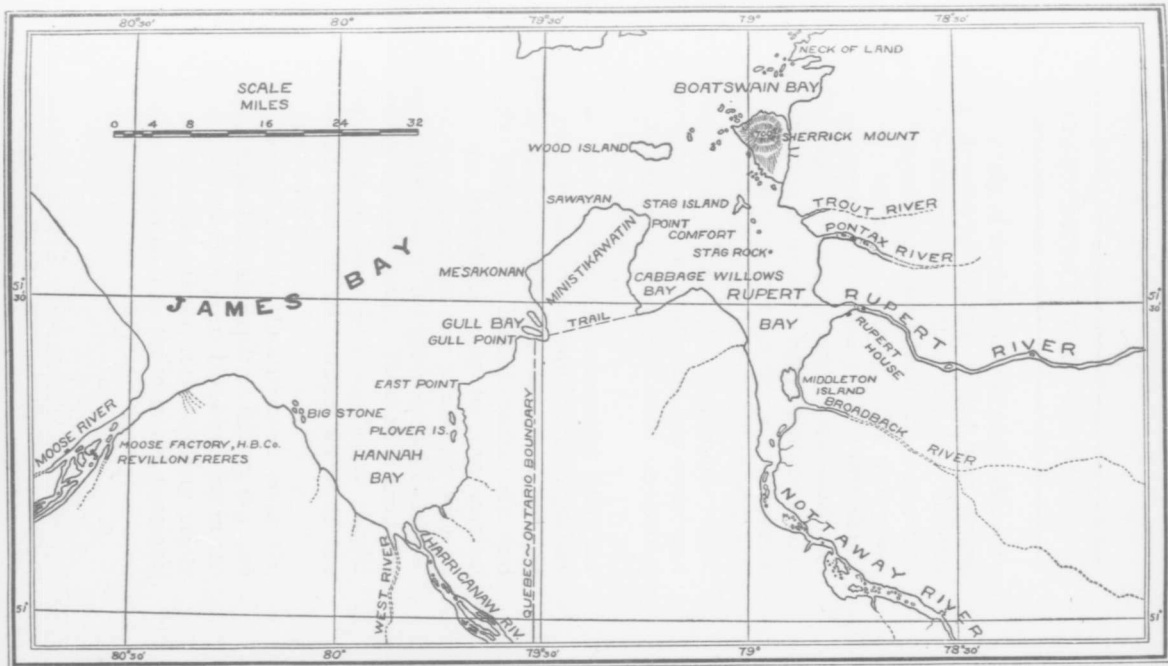 80°30'
80°
79°30'
79°
78°30'
NECK OF LAND
SCALE
MILES
0 4 8 16 24 32
BOATSWAIN BAY
SHERRICK MOUNT
WOOD ISLAND
SAWAYAN
POINT
STAG ISLAND
TROUT RIVER
COMFORT
PONTAX RIVER
STAG ROCK
MESAKONAN
MINISTIKAWATIN
CABBAGE WILLOWS
BAY
JAMES BAY
51°
30'
51°
30'
RUPERT
BAY
RUPERT RIVER
RUPERT HOUSE
GULL BAY
GULL POINT
TRAIL
EAST POINT
MIDDLETON
ISLAND
BROADBACK
RIVER
BIG STONE
PLOVER IS.
HANNAH
BAY
MOOSE RIVER
MOOSE FACTORY, H.B.Co.
REVILLON FRERES
QUEBEC~ONTARIO BOUNDARY
NOTTAWAY RIVER
WEST RIVER
HARRICANAW RIV.
51°
51°
80°30'
80°
79°30'
79°
78°30'